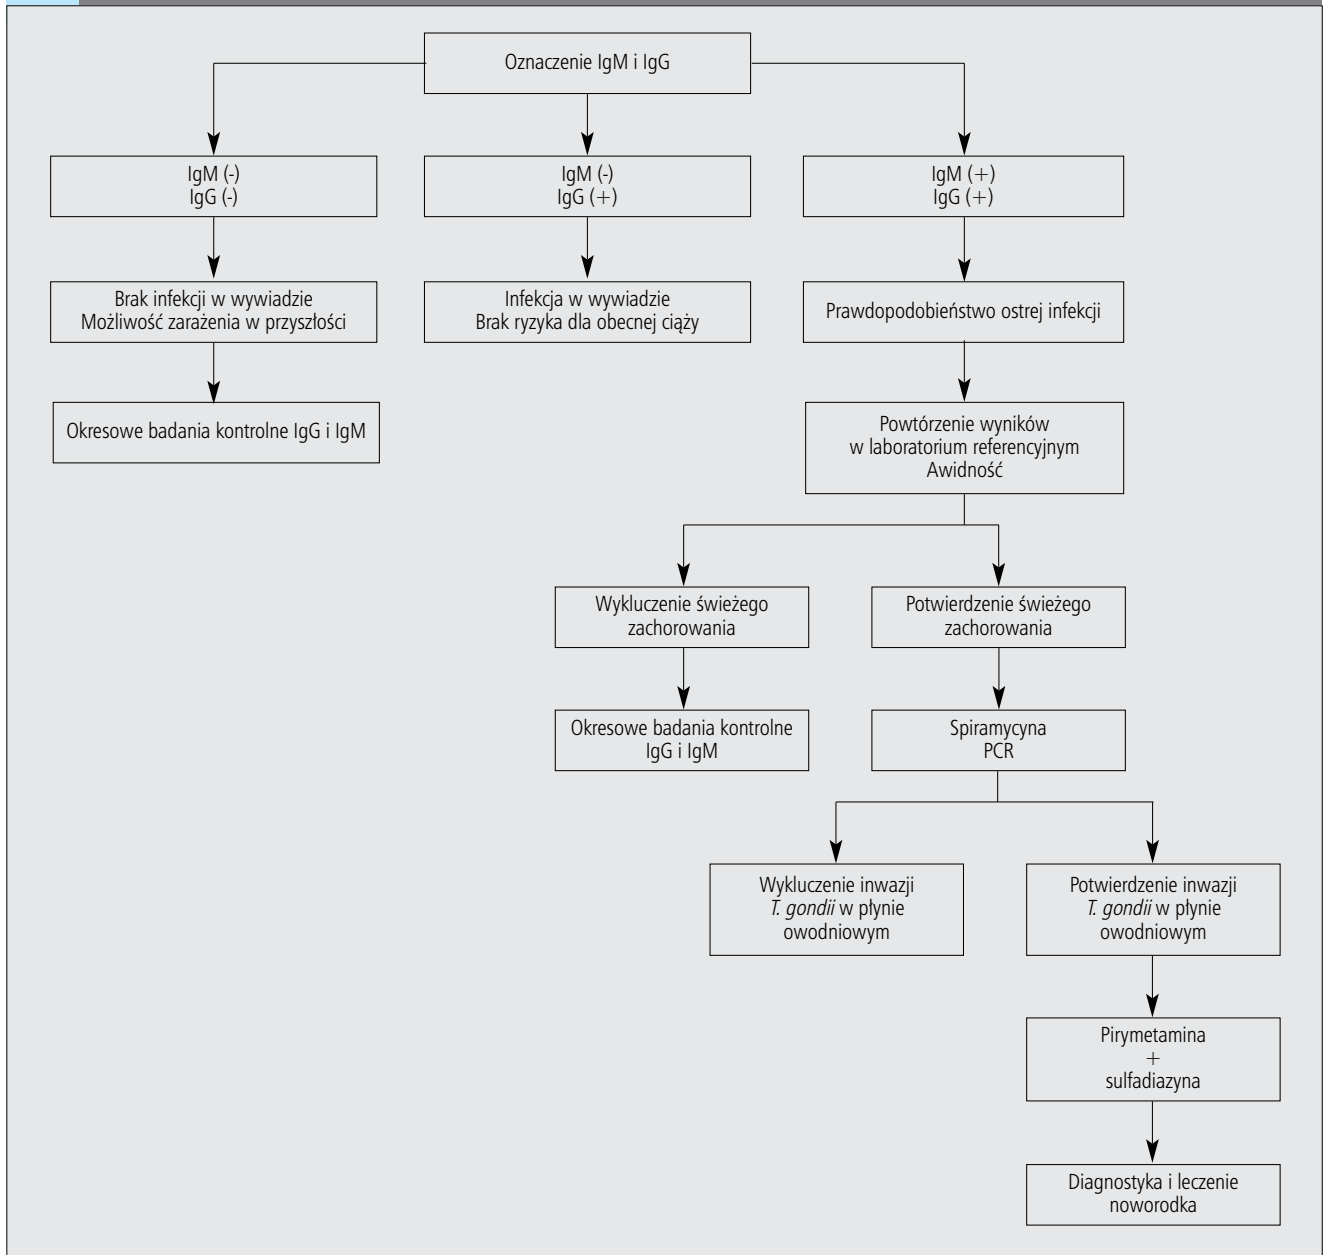 Oznaczenie IgM i IgG
IgM (-)
IgG (-)
IgM (-)
IgG (+)
IgM (+)
IgG (+)
Brak infekcji w wywiadzie
Możliwość zarażenia w przyszłości
Infekcja w wywiadzie
Brak ryzyka dla obecnej ciąży
Prawdopodobieństwo ostrej infekcji
Okresowe badania kontrolne IgG i IgM
Powtórzenie wyników
w laboratorium referencyjnym
Awidność
Wykluczenie świeżego
zachorowania
Potwierdzenie świeżego
zachorowania
Okresowe badania kontrolne
IgG i IgM
Spiramycyna
PCR
Wykluczenie inwazji
T. gondii w płynie
owodniowym
Potwierdzenie inwazji
T. gondii w płynie
owodniowym
Pirymetamina
+
sulfadiazyna
Diagnostyka i leczenie
noworodka